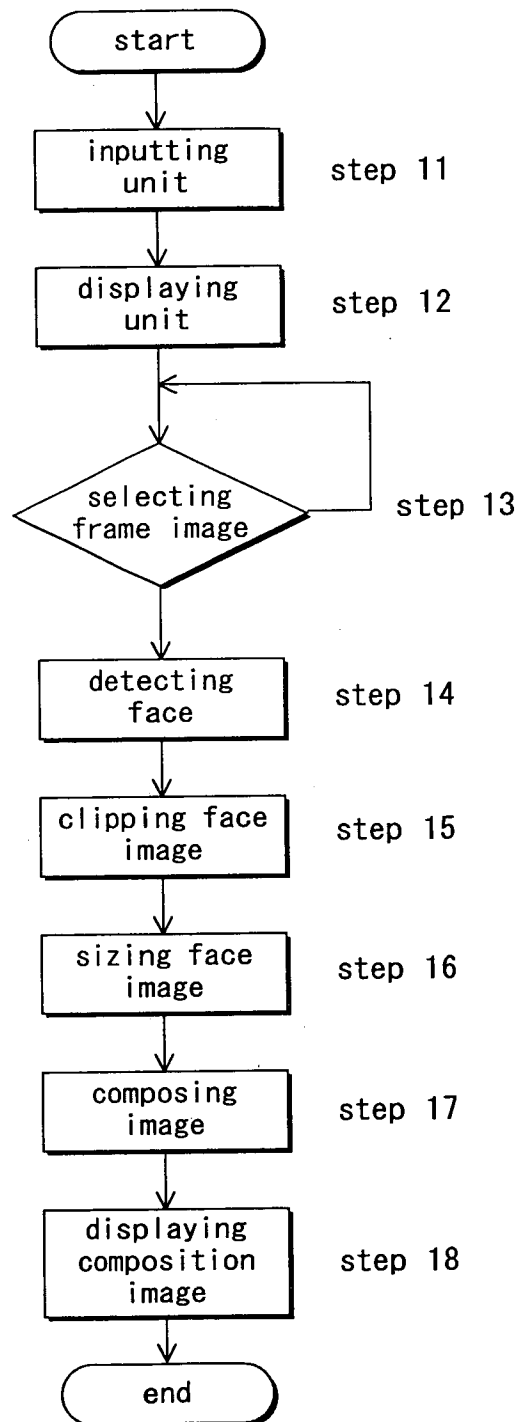 start
inputting
unit
step 11
displaying
unit
step 12
selecting
frame image
step 13
detecting
face
step 14
clipping face
image
step 15
sizing face
image
step 16
composing
image
step 17
displaying
composition
image
step 18
end